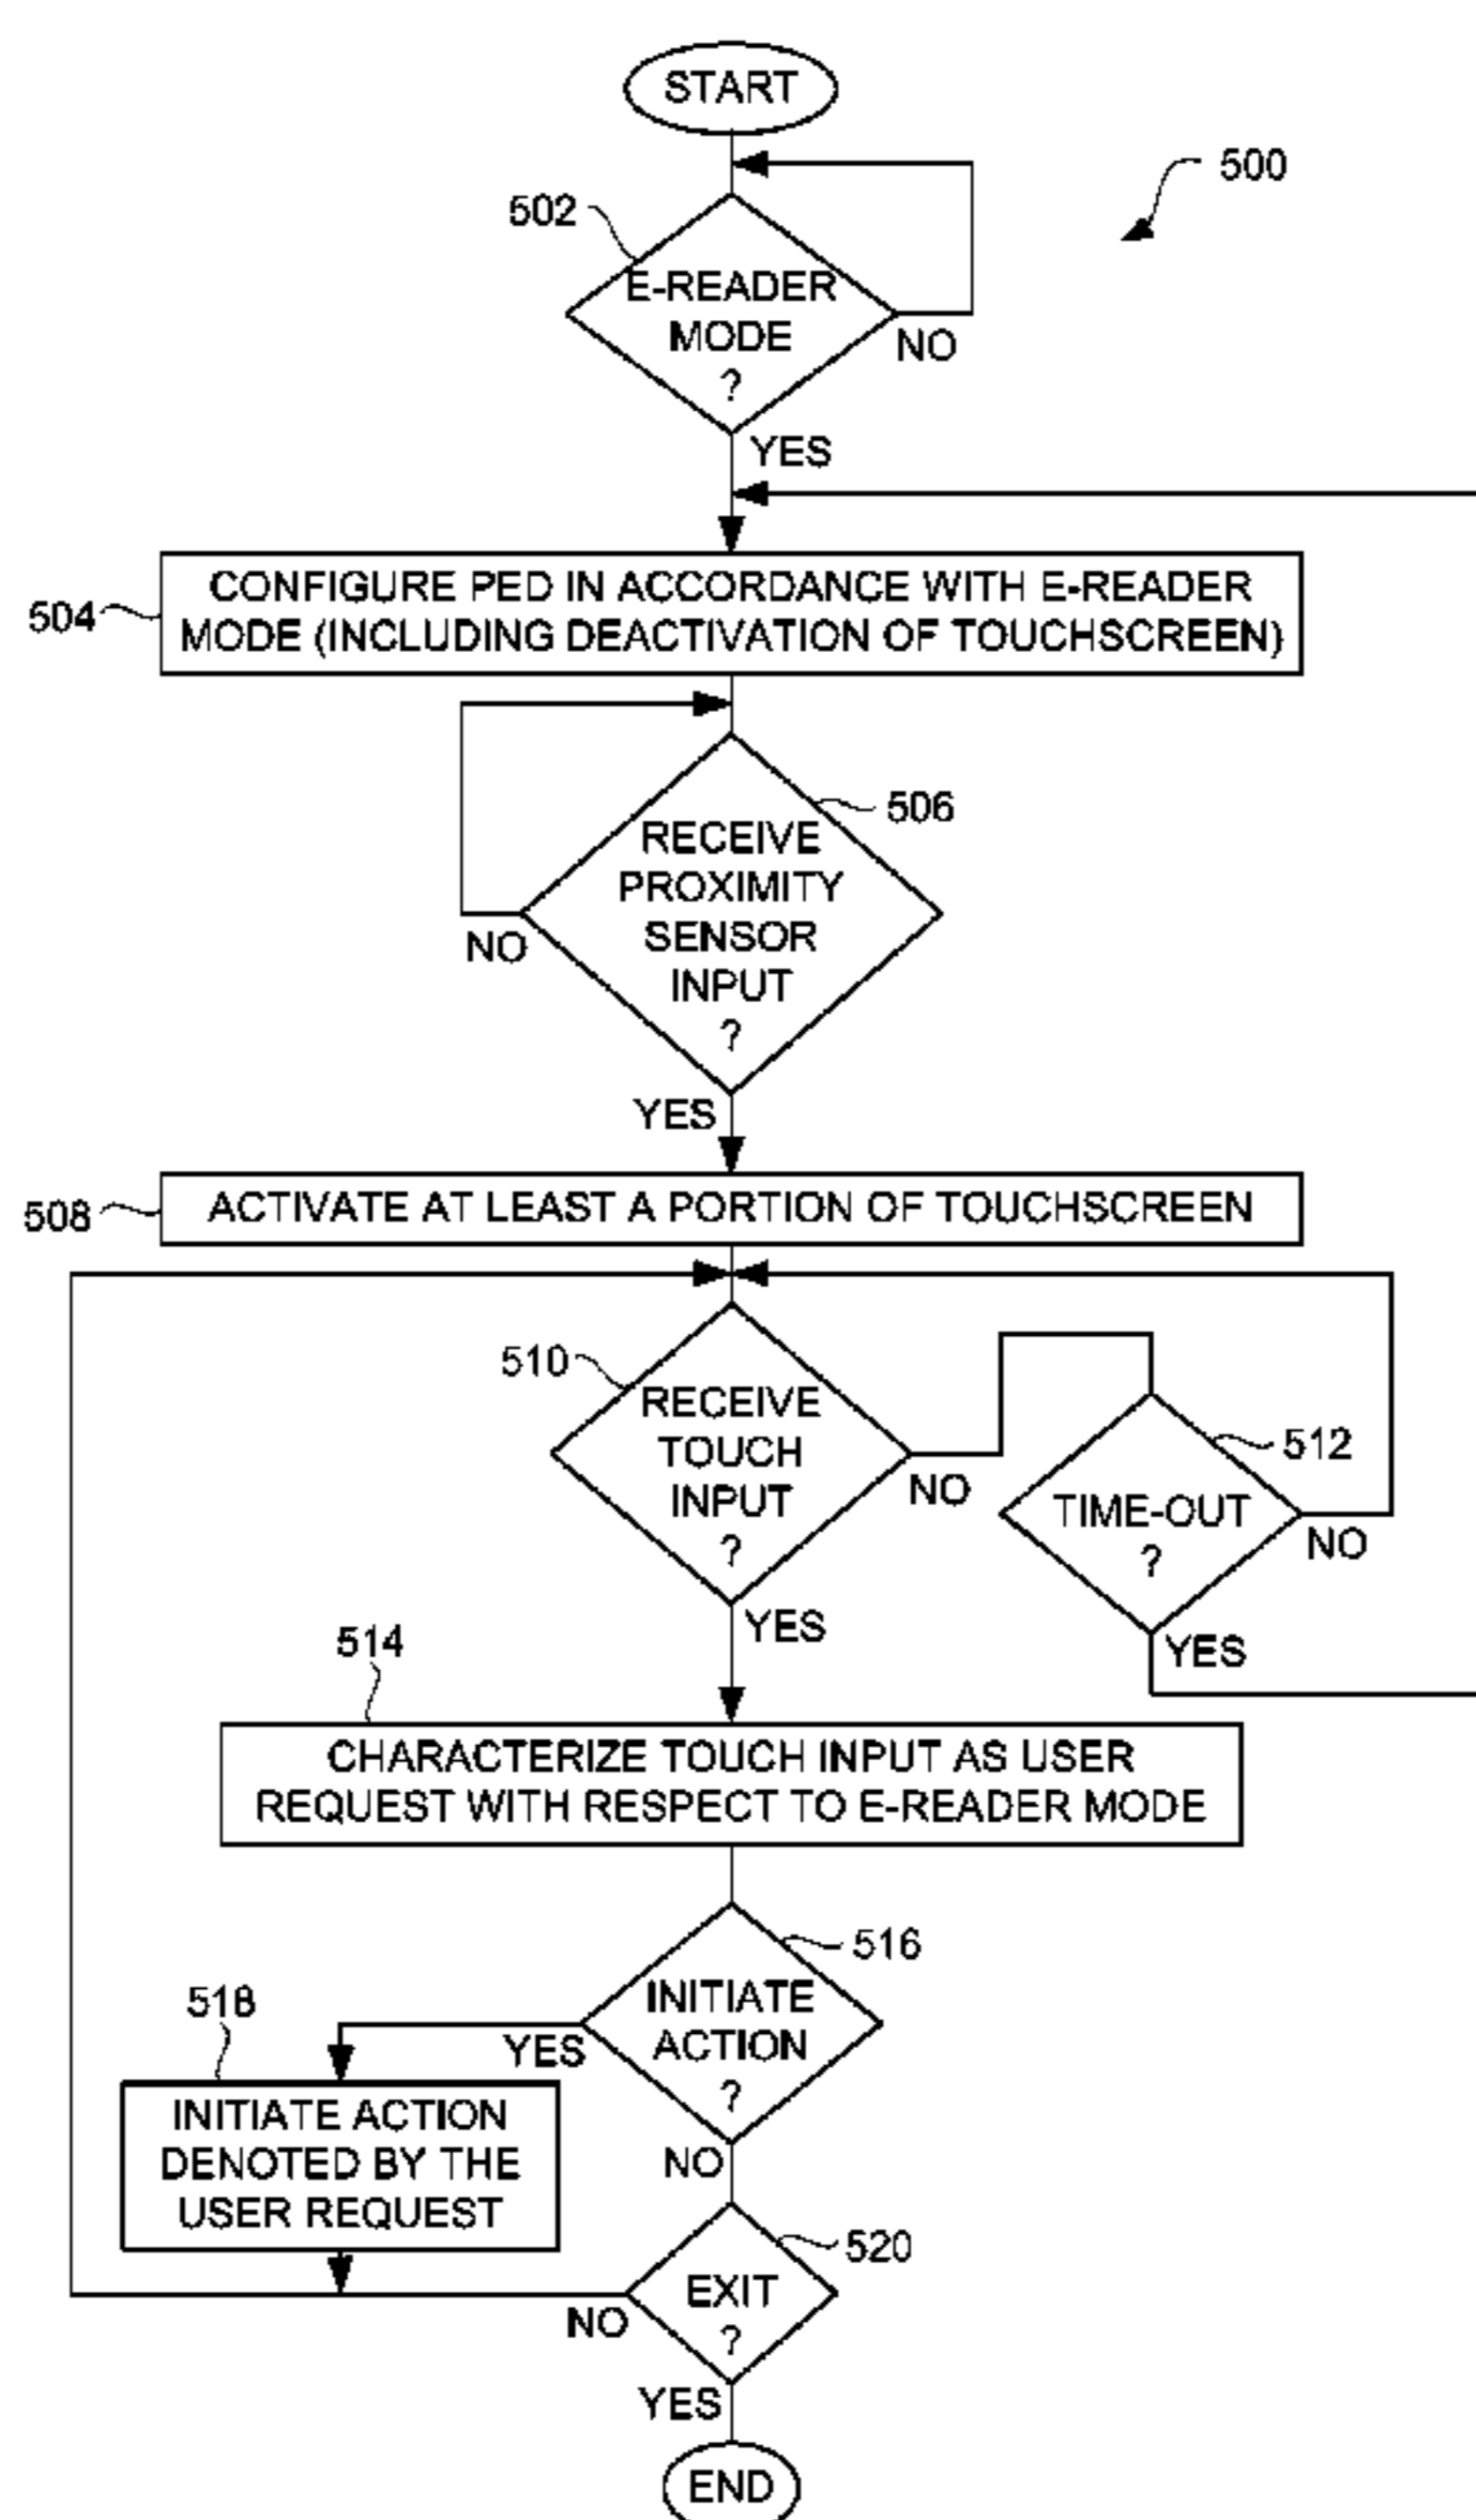 START
500
502
E-READER
MODE
?
NO
YES
504
CONFIGURE PED IN ACCORDANCE WITH E-READER
MODE (INCLUDING DEACTIVATION OF TOUCHSCREEN)
506
RECEIVE
PROXIMITY
SENSOR
INPUT
?
NO
YES
508
ACTIVATE AT LEAST A PORTION OF TOUCHSCREEN
510
RECEIVE
TOUCH
INPUT
?
NO
512
TIME-OUT
?
NO
YES
YES
514
CHARACTERIZE TOUCH INPUT AS USER
REQUEST WITH RESPECT TO E-READER MODE
516
INITIATE
ACTION
?
YES
518
INITIATE ACTION
DENOTED BY THE
USER REQUEST
NO
520
EXIT
?
NO
YES
END